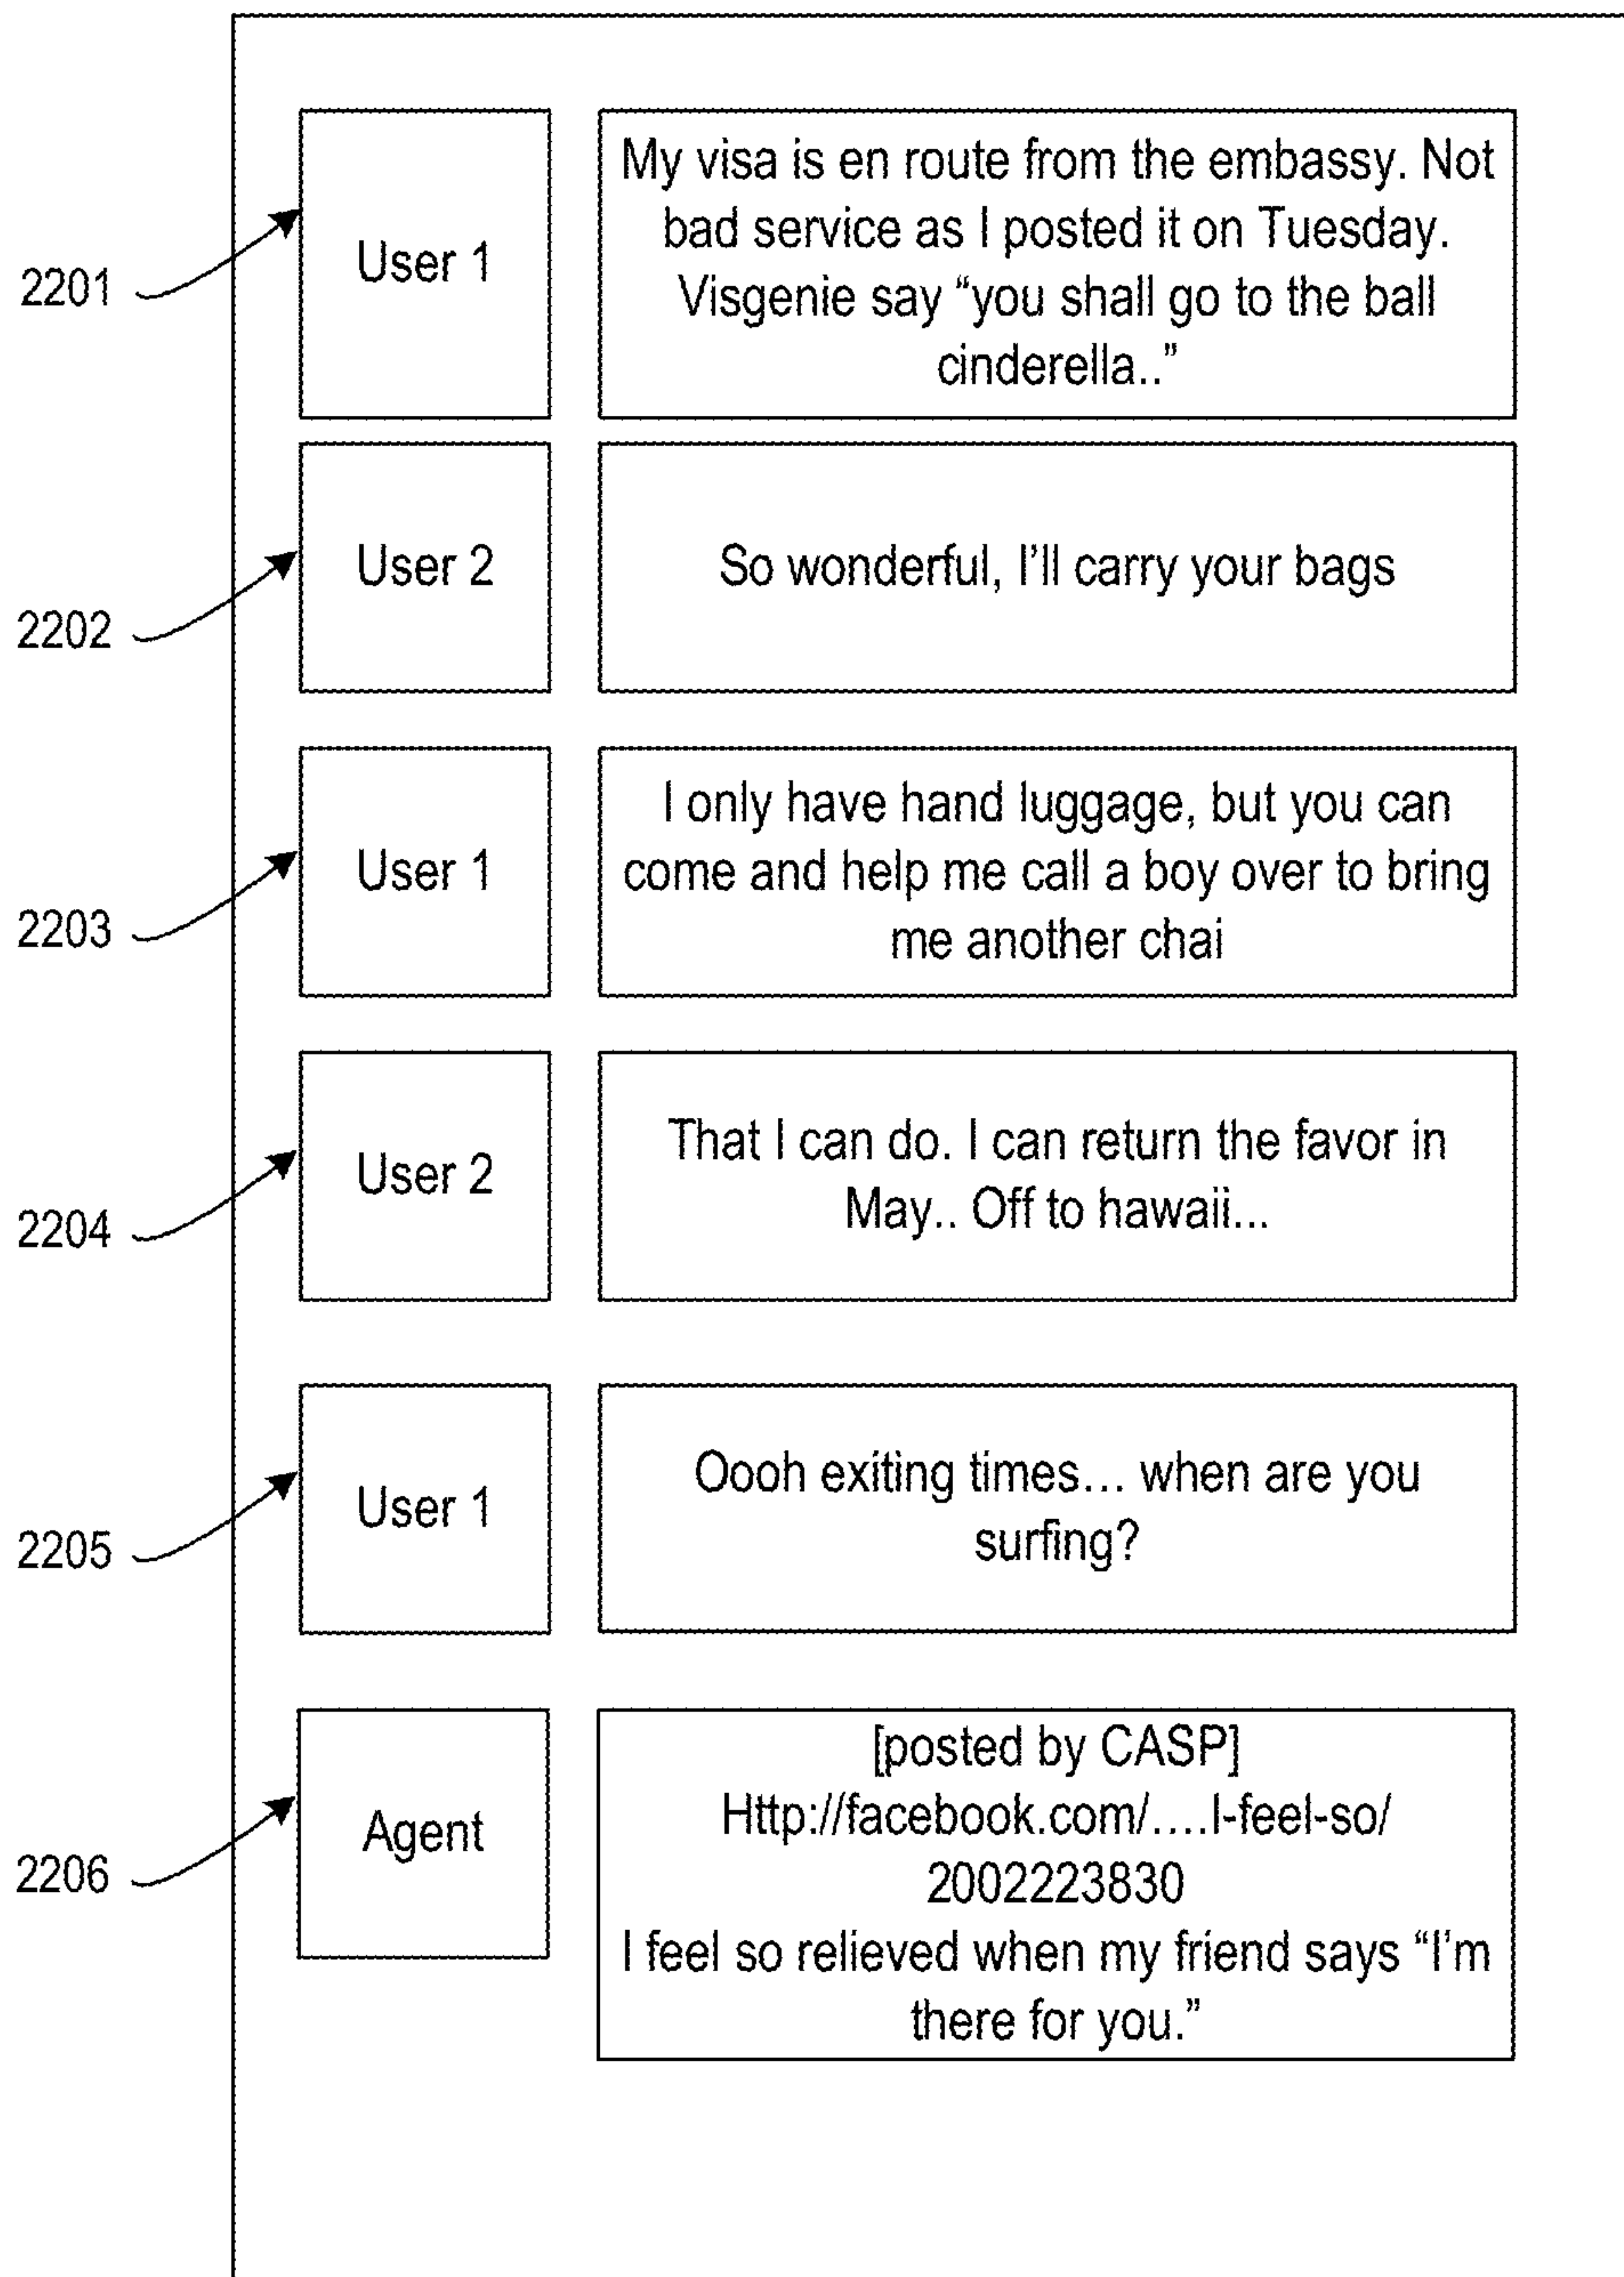 2201
User 1
My visa is en route from the embassy. Not
bad service as I posted it on Tuesday.
Visgenie say “you shall go to the ball
cinderella..”
2202
User 2
So wonderful, I’ll carry your bags
2203
User 1
I only have hand luggage, but you can
come and help me call a boy over to bring
me another chai
2204
User 2
That I can do. I can return the favor in
May.. Off to hawaii...
2205
User 1
Oooh exiting times... when are you
surfing?
2206
Agent
[posted by CASP]
Http://facebook.com/....I-feel-so/
2002223830
I feel so relieved when my friend says “I’m
there for you.”